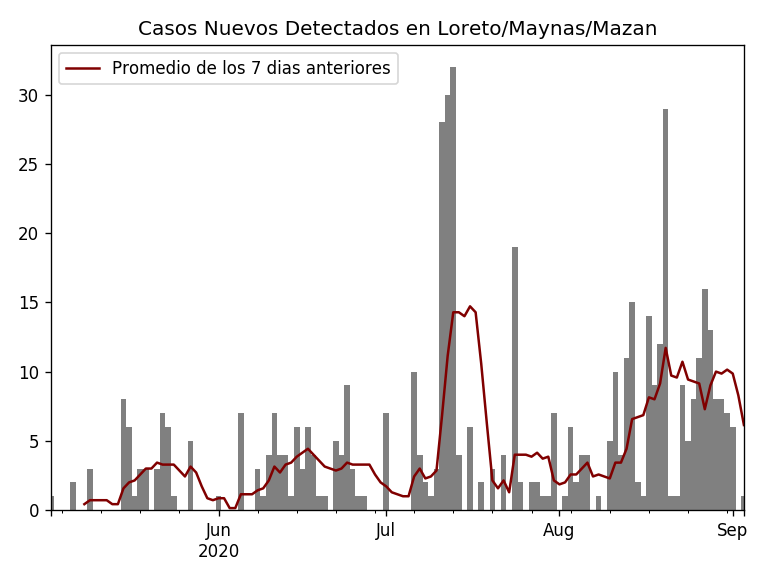 Casos Nuevos Detectados en Loreto/Maynas/Mazan
Promedio de los 7 dias anteriores
30
25
20
15
10
5
0
Jun
2020
Jul
Aug
Sep